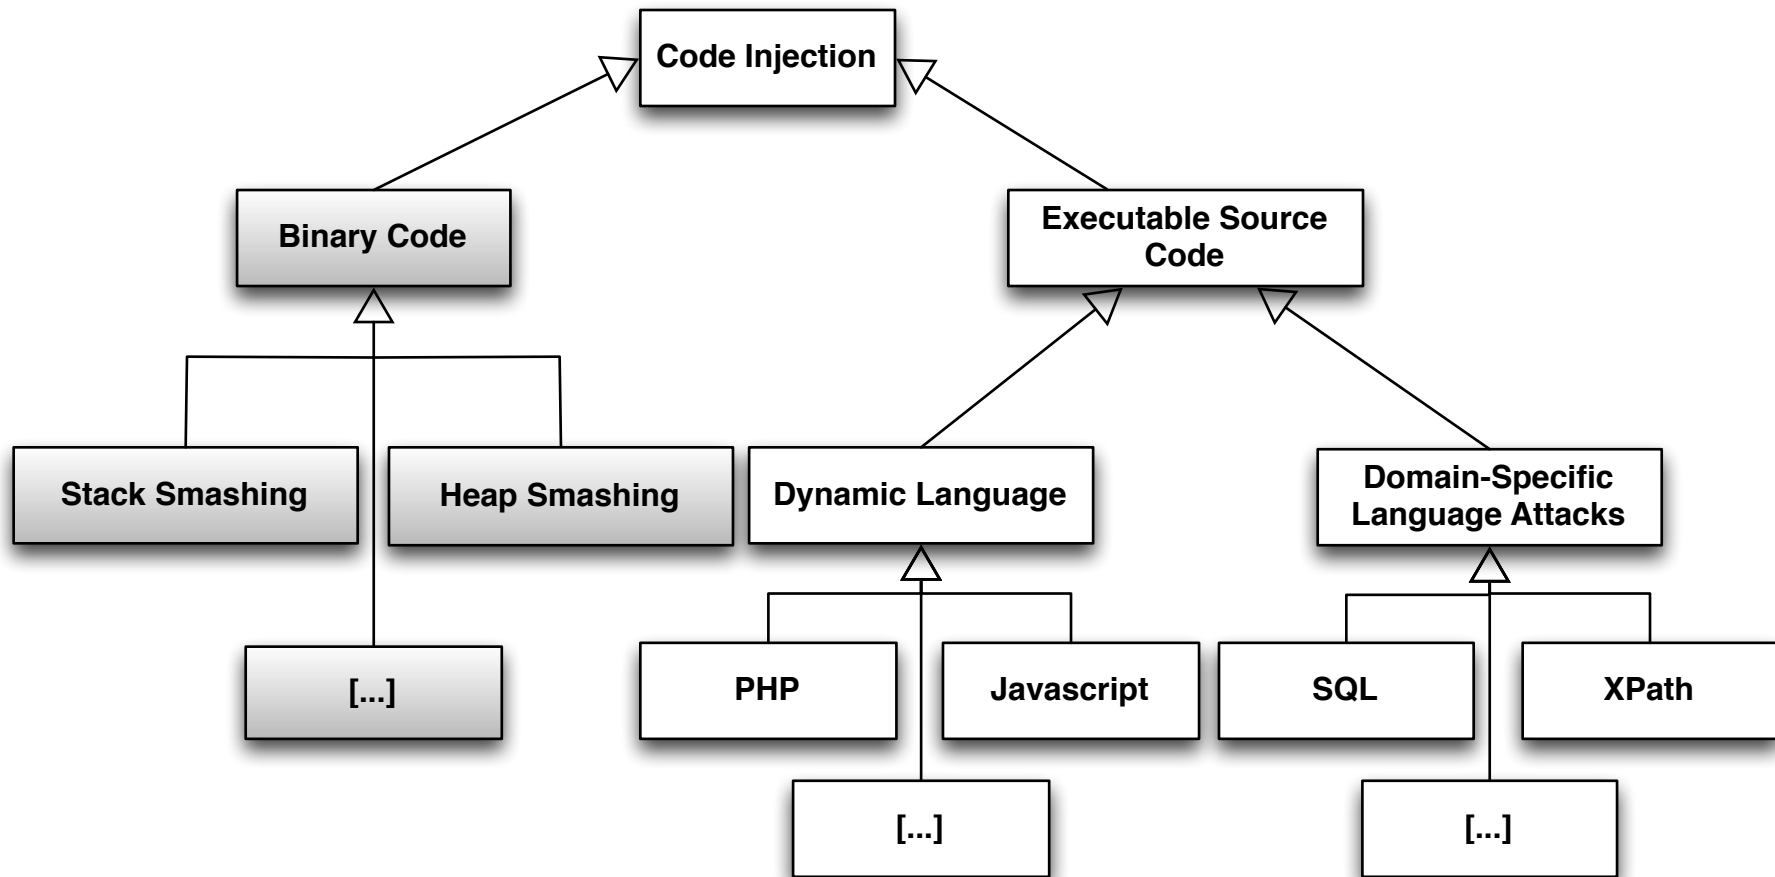 Code Injection
Binary Code
Executable Source
Code
Stack Smashing
Heap Smashing
Dynamic Language
Domain-Specific
Language Attacks
[...]
PHP
Javascript
SQL
XPath
[...]
[...]